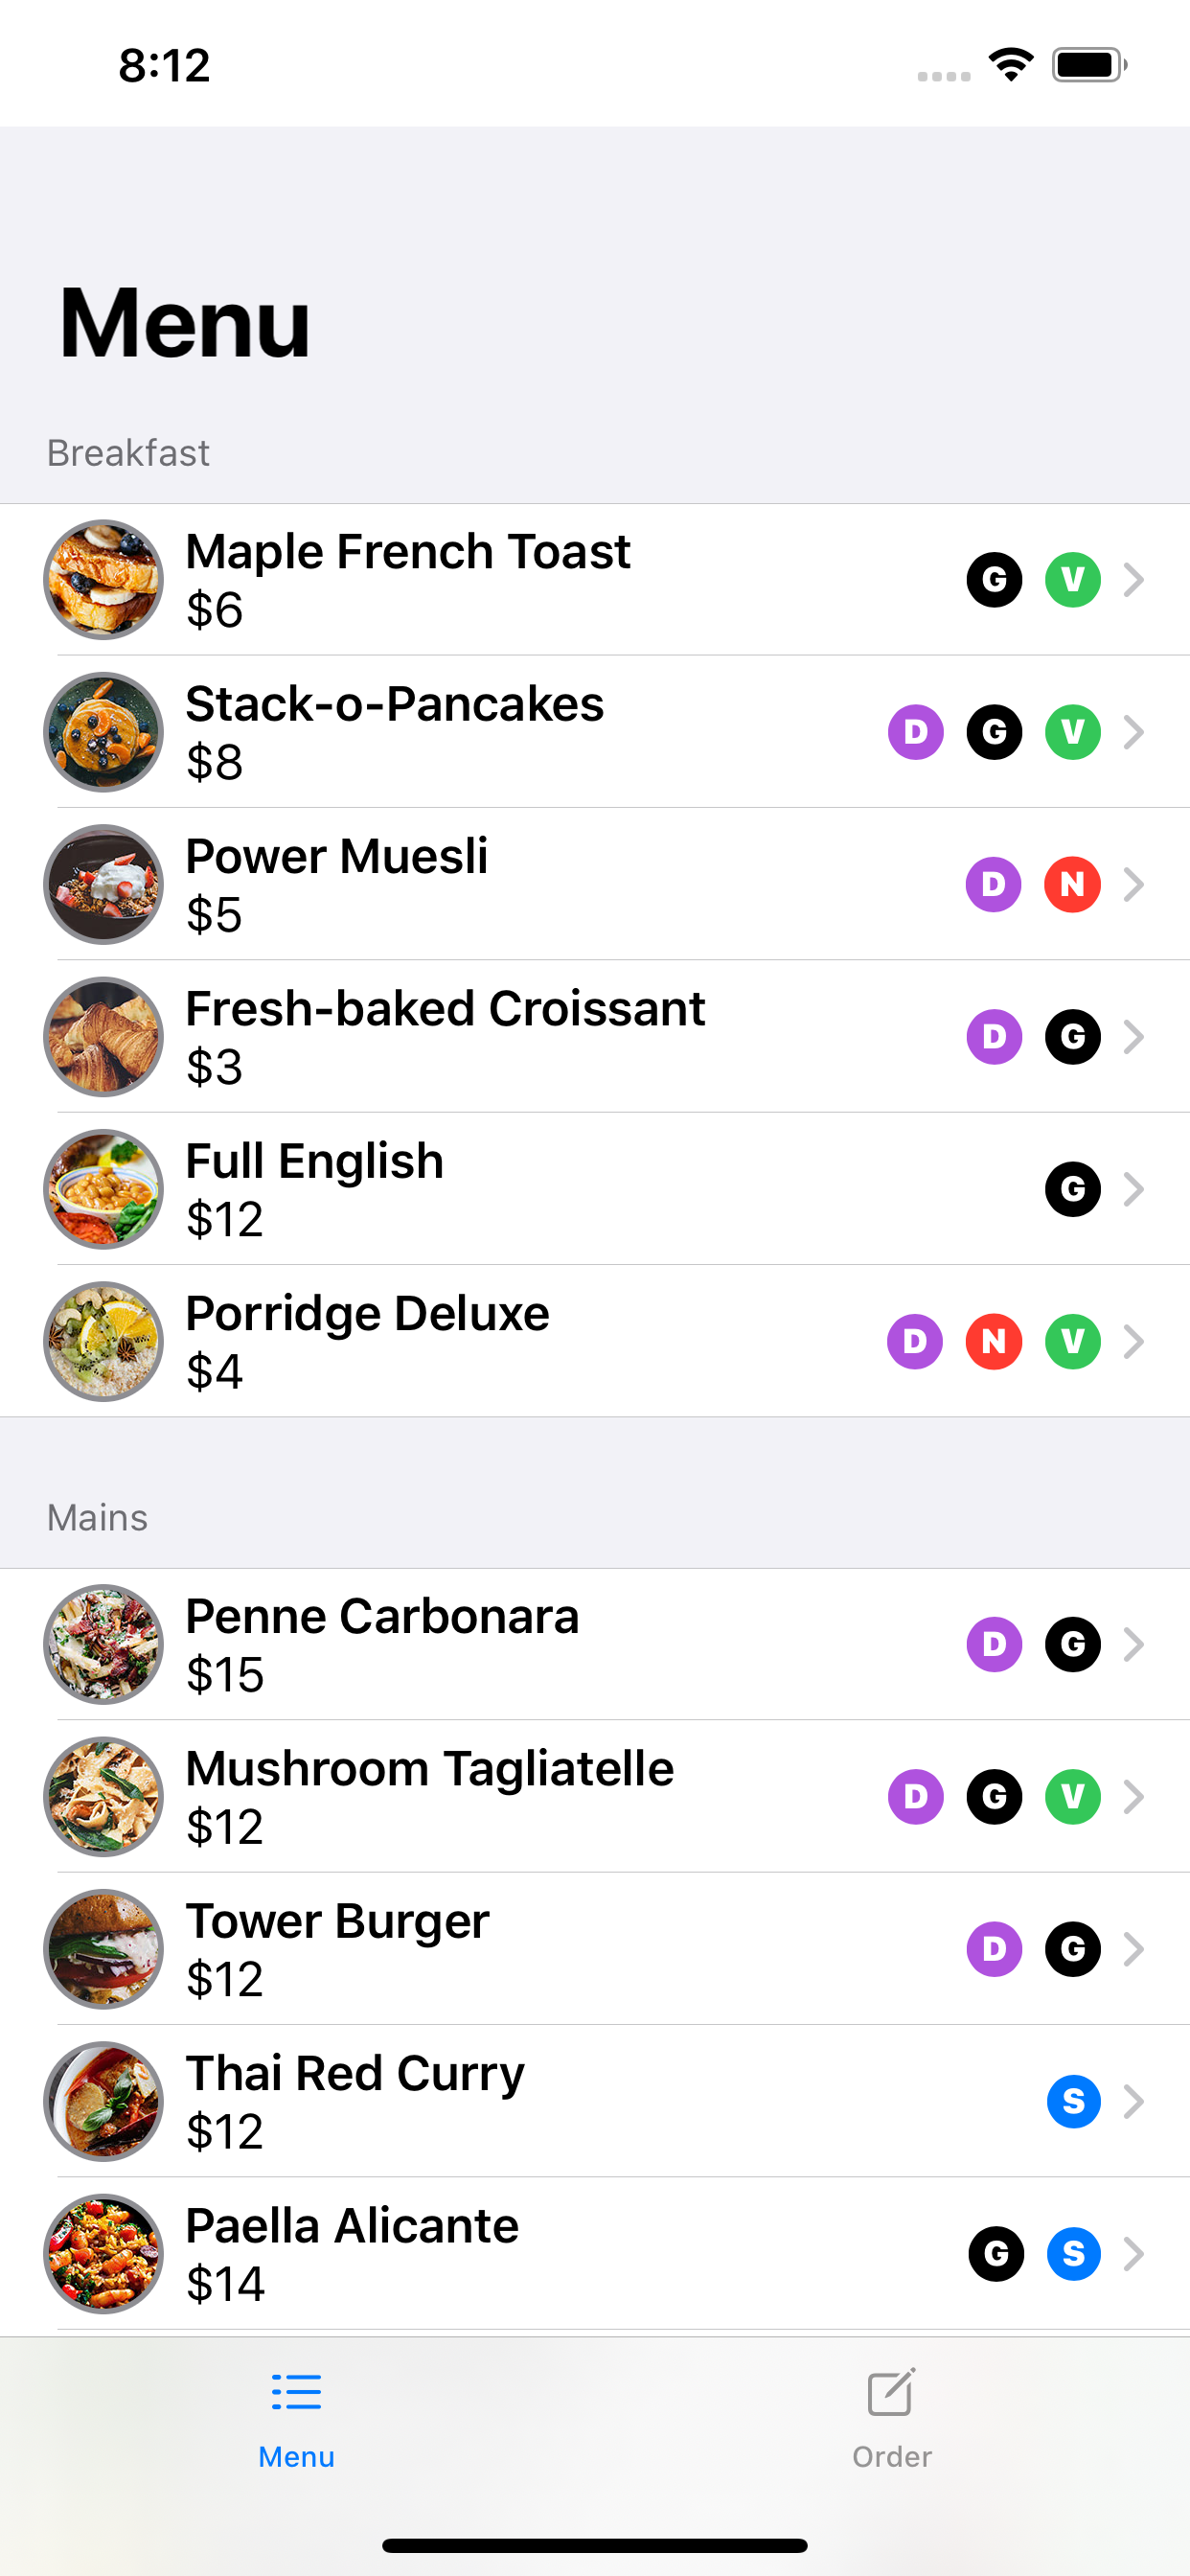 8:12
Menu
Breakfast
Maple French Toast
$6
G V
Stack-o-Pancakes
$8
D G V
Power Muesli
$5
D N
Fresh-baked Croissant
$3
D G
Full English
$12
G
Porridge Deluxe
$4
D N V
Mains
Penne Carbonara
$15
D G
Mushroom Tagliatelle
$12
D G V
Tower Burger
$12
D G
Thai Red Curry
$12
S
Paella Alicante
$14
G S
Menu Order